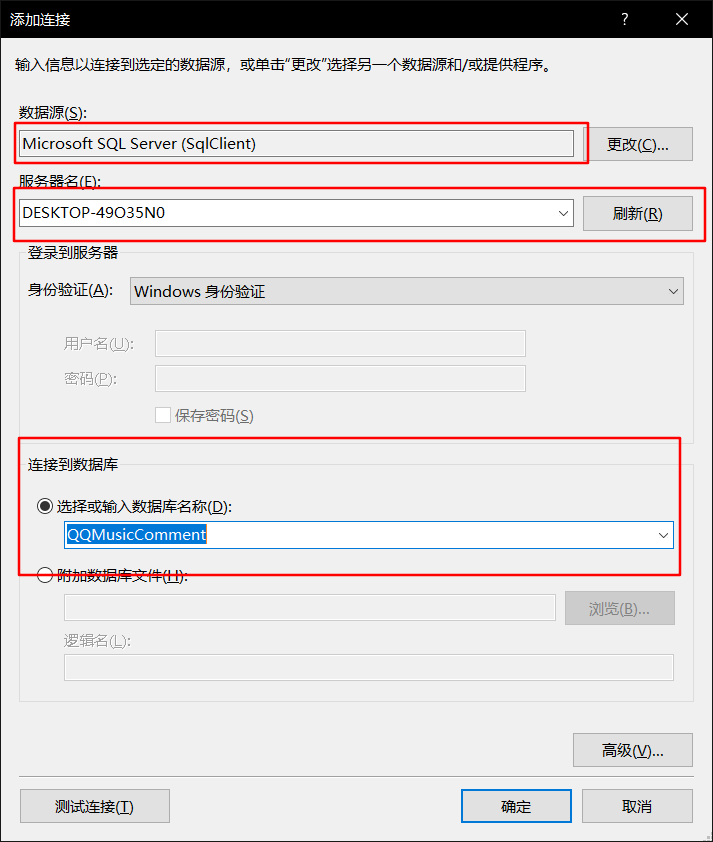 添加连接
输入信息以连接到选定的数据源，或单击“更改”选择另一个数据源和/或提供程序。
数据源(S):
Microsoft SQL Server (SqlClient) 更改(C)...
服务器名(E):
DESKTOP-49O35N0 刷新(R)
登录到服务器
身份验证(A): Windows 身份验证
用户名(U):
密码(P):
保存密码(S)
连接到数据库
选择或输入数据库名称(D):
QQMusicComment
附加数据库文件(H):
浏览(B)...
逻辑名(L):
高级(V)...
测试连接(T) 确定 取消